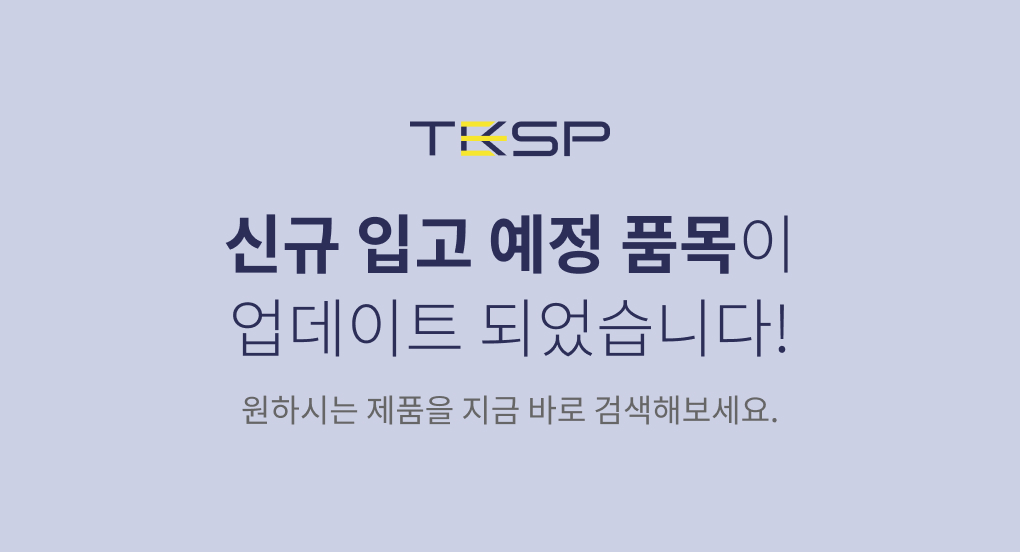 TKSP
신규 입고 예정 품목이
업데이트 되었습니다!
원하시는 제품을 지금 바로 검색해보세요.